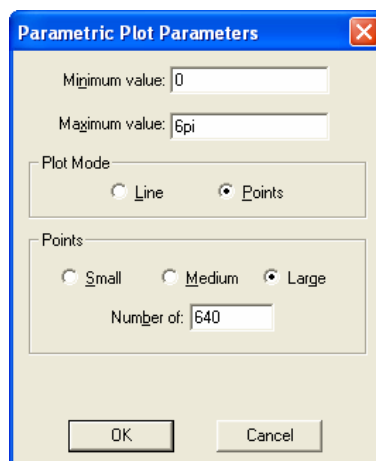 Parametric Plot Parameters
Minimum value: 0
Maximum value: 6pi
Plot Mode
Line Points
Points
Small Medium Large
Number of: 640
OK Cancel